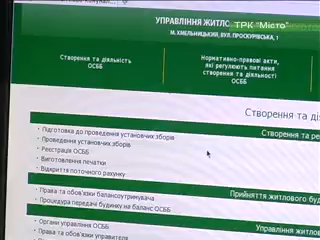 УПРАВЛІННЯ ЖИТЛО
ТРК "Місто"
М. ХМЕЛЬНИЦЬКИЙ, ВУЛ. ПРОСКУРІВСЬКА, 1
Створення та діяльність
ОСББ
Нормативно-правові акти,
які регулюють питання
створення та діяльності
ОСББ
Створення та ді
Створення та ре
Підготовка до проведення установчих зборів
Проведення установчих зборів
Реєстрація ОСББ
Виготовлення печатки
Відкриття поточного рахунку
Прийняття житлового буд
Права та обов'язки балансоутримувача
Процедура передачі будинку на баланс ОСББ
Управління житло
Органи управління ОСББ
Права та обов'язки управителя